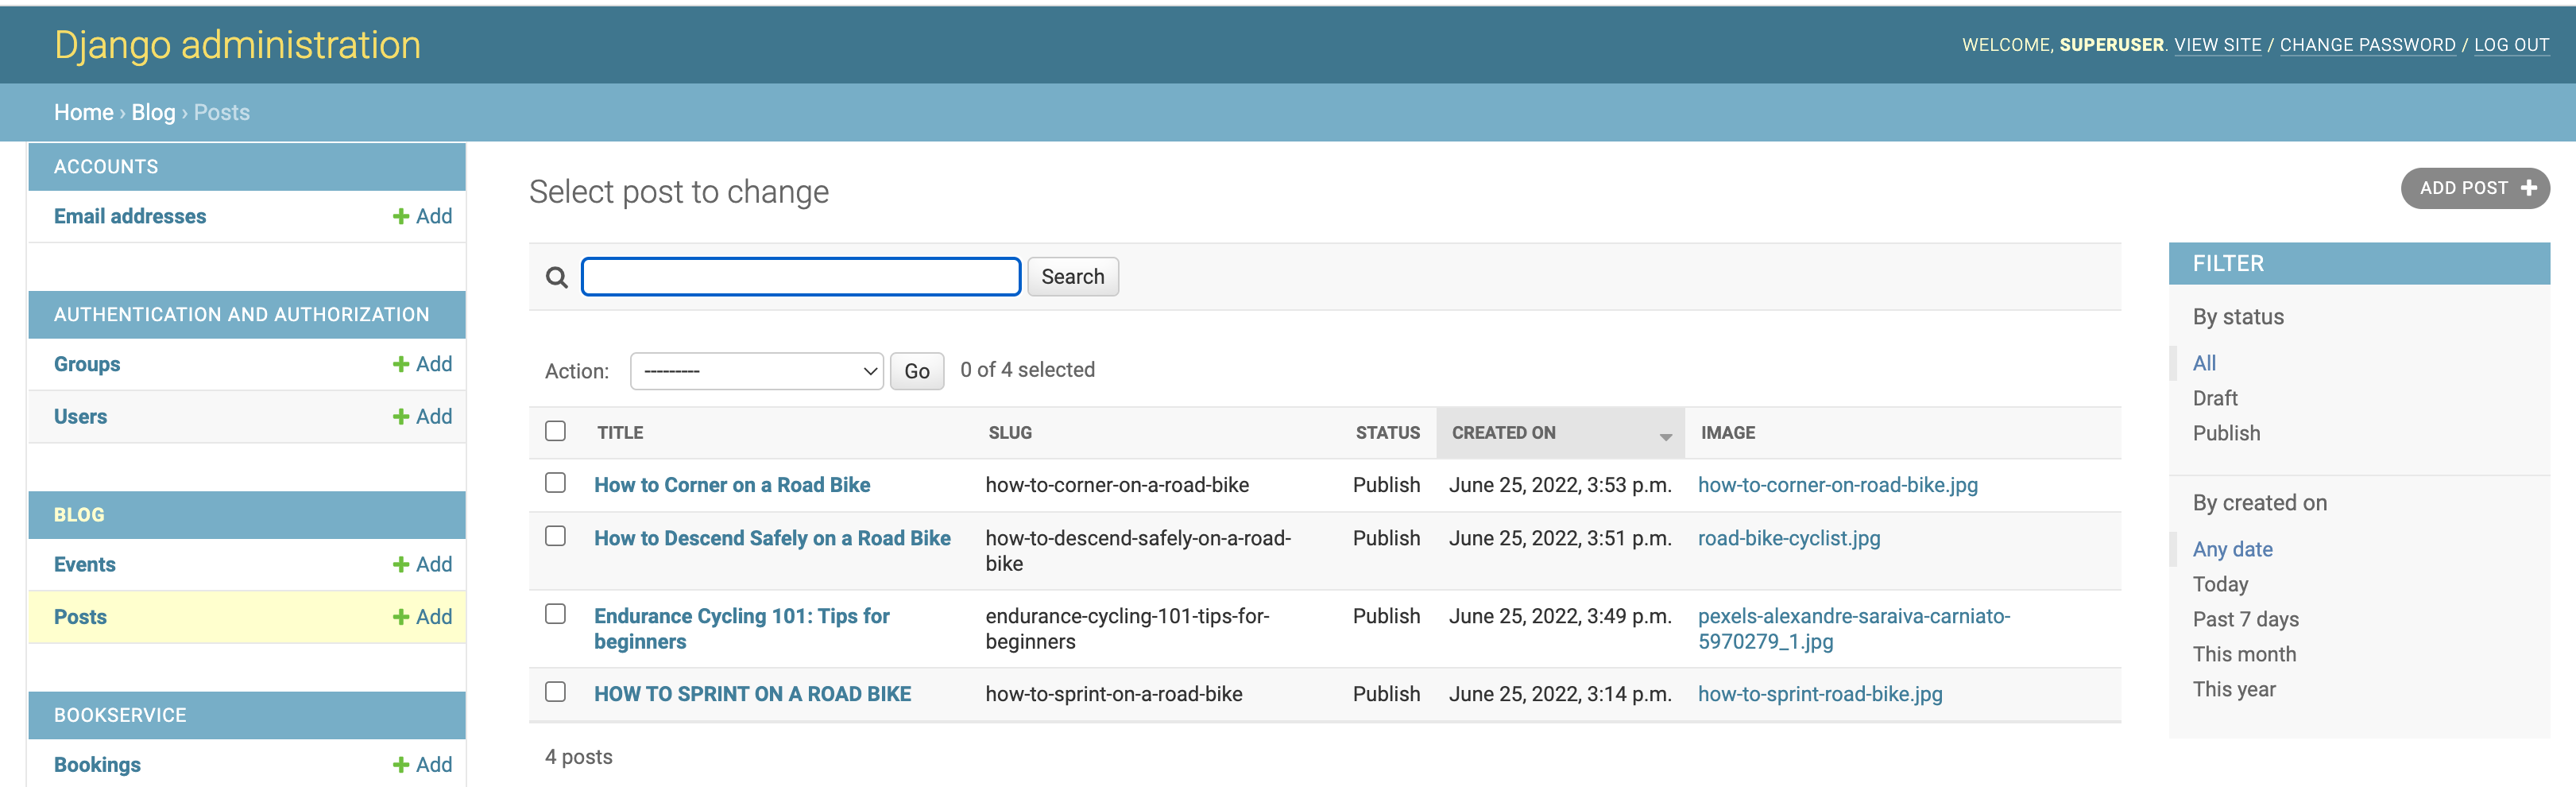 Django administration
WELCOME, SUPERUSER. VIEW SITE / CHANGE PASSWORD / LOG OUT
Home › Blog › Posts
ACCOUNTS
Email addresses
Add
AUTHENTICATION AND AUTHORIZATION
Groups
Add
Users
Add
BLOG
Events
Add
Posts
Add
BOOKSERVICE
Bookings
Add
Select post to change
ADD POST +
Search
Action: --------- Go 0 of 4 selected
TITLE SLUG STATUS CREATED ON IMAGE
How to Corner on a Road Bike how-to-corner-on-a-road-bike Publish June 25, 2022, 3:53 p.m. how-to-corner-on-road-bike.jpg
How to Descend Safely on a Road Bike how-to-descend-safely-on-a-road- Publish June 25, 2022, 3:51 p.m. road-bike-cyclist.jpg
bike
Endurance Cycling 101: Tips for endurance-cycling-101-tips-for- Publish June 25, 2022, 3:49 p.m. pexels-alexandre-saraiva-carniato-
beginners beginners 5970279_1.jpg
HOW TO SPRINT ON A ROAD BIKE how-to-sprint-on-a-road-bike Publish June 25, 2022, 3:14 p.m. how-to-sprint-road-bike.jpg
4 posts
FILTER
By status
All
Draft
Publish
By created on
Any date
Today
Past 7 days
This month
This year